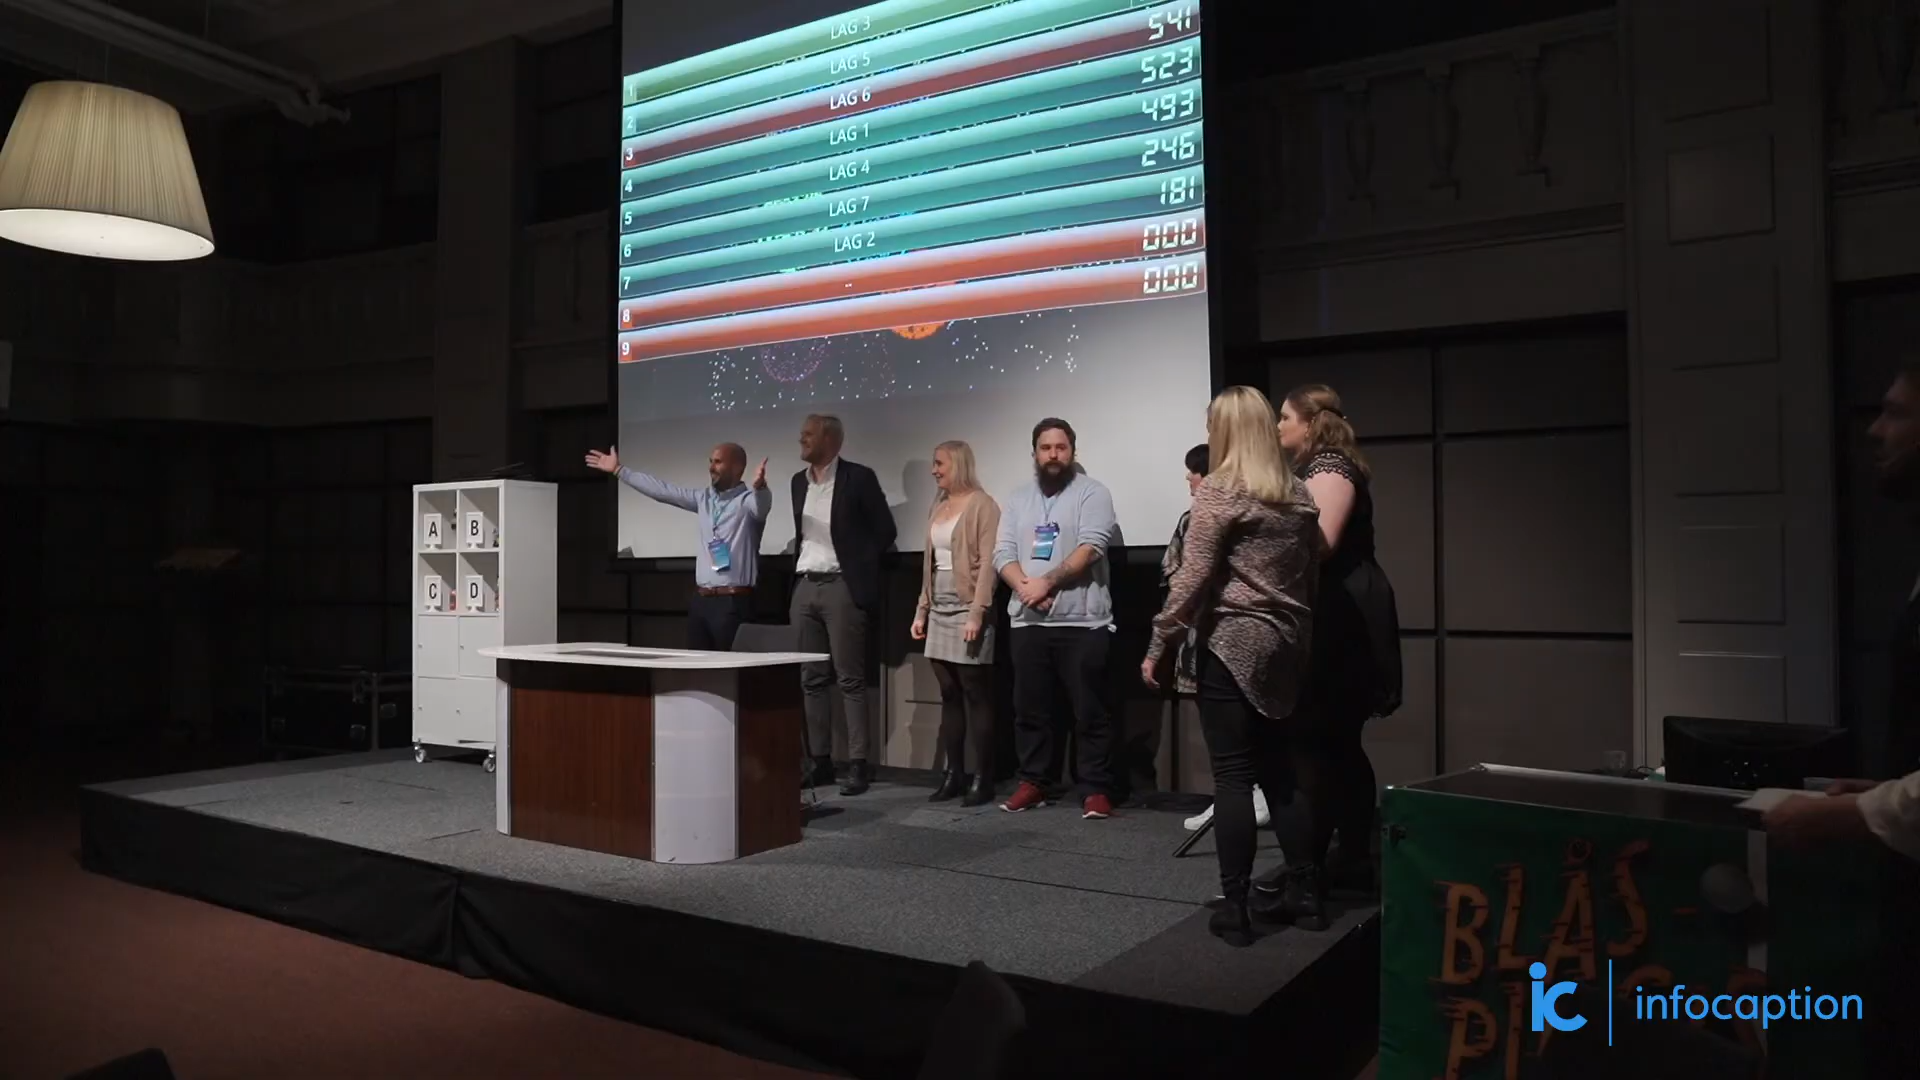 LAG 3
1
LAG 5
541
2
LAG 6
523
3
LAG 1
493
4
LAG 4
246
5
LAG 7
181
6
LAG 2
000
7
--
000
8
9
A B
C D
BLÅS-
ic | infocaption